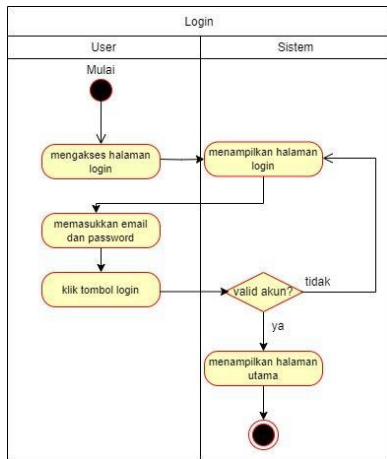 Login
User
Sistem
Mulai
mengakses halaman
login
menampilkan halaman
login
memasukkan email
dan password
klik tombol login
valid akun?
tidak
ya
menampilkan halaman
utama